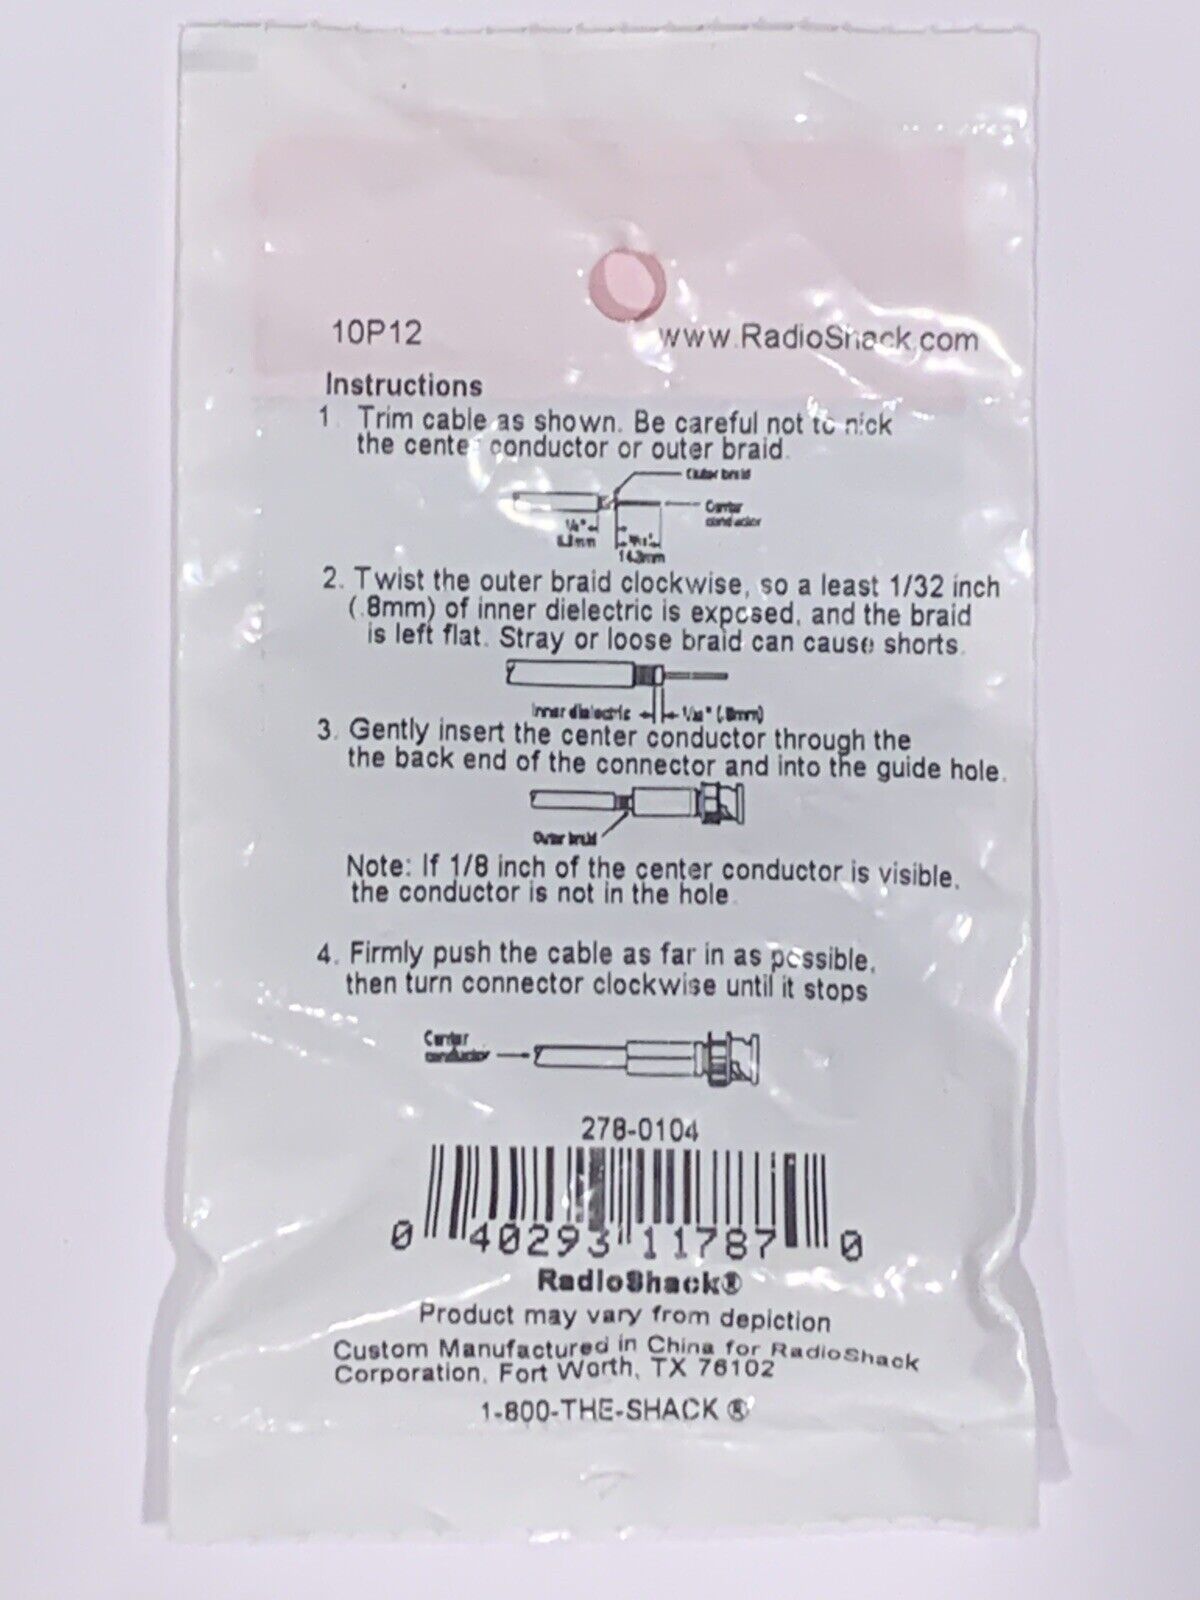 10P12
www.RadioShack.com
Instructions
1. Trim cable as shown. Be careful not to nick
the center conductor or outer braid.
Outer braid
Center
conductor
14.3mm
2. Twist the outer braid clockwise, so a least 1/32 inch
(.8mm) of inner dielectric is exposed, and the braid
is left flat. Stray or loose braid can cause shorts.
Inner dielectric 1/32" (.8mm)
3. Gently insert the center conductor through the
the back end of the connector and into the guide hole.
Outer braid
Note: If 1/8 inch of the center conductor is visible,
the conductor is not in the hole.
4. Firmly push the cable as far in as possible,
then turn connector clockwise until it stops
Center
conductor
278-0104
0 40293 11787 0
RadioShack®
Product may vary from depiction
Custom Manufactured in China for RadioShack
Corporation, Fort Worth, TX 76102
1-800-THE-SHACK ®